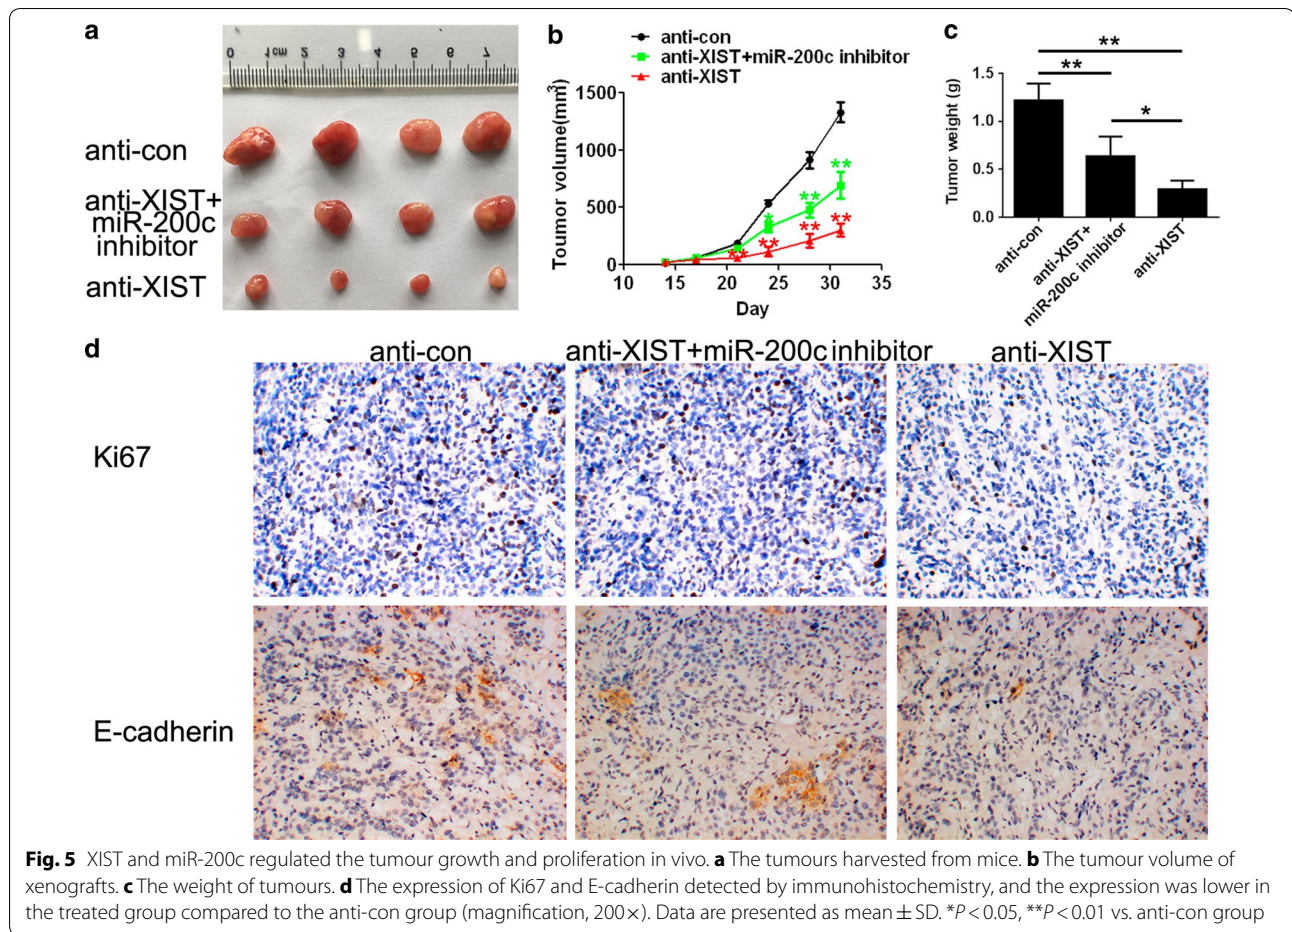 a
0 1cm 2 3 4 5 6 7
anti-con
anti-XIST+
miR-200c
inhibitor
anti-XIST
b
anti-con
anti-XIST+miR-200c inhibitor
anti-XIST
Toumor volume(mm3)
1500
1000
500
0
10 15 20 25 30 35
Day
*
**
**
**
**
**
**
c
**
**
*
Tumor weight (g)
1.5
1.0
0.5
0.0
anti-con
anti-XIST+
miR-200c inhibitor
anti-XIST
d
anti-con anti-XIST+miR-200c inhibitor anti-XIST
Ki67
E-cadherin
Fig. 5 XIST and miR-200c regulated the tumour growth and proliferation in vivo. a The tumours harvested from mice. b The tumour volume of
xenografts. c The weight of tumours. d The expression of Ki67 and E-cadherin detected by immunohistochemistry, and the expression was lower in
the treated group compared to the anti-con group (magnification, 200×). Data are presented as mean ± SD. *P < 0.05, **P < 0.01 vs. anti-con group